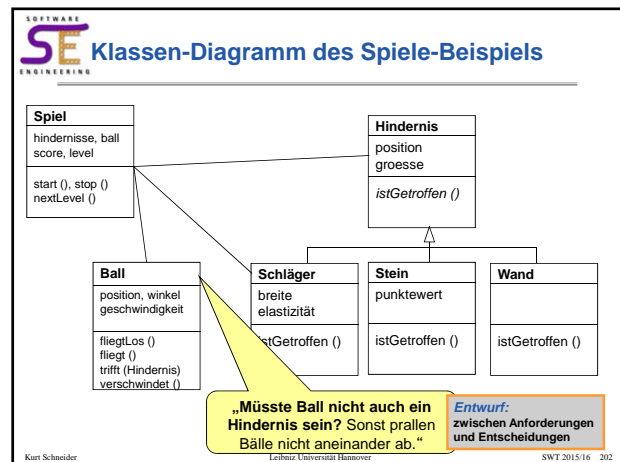 SOFTWARE
SE
ENGINEERING
Klassen-Diagramm des Spiele-Beispiels
Spiel
hindernisse, ball
score, level
start (), stop ()
nextLevel ()
Hindernis
position
groesse
istGetroffen ()
Ball
position, winkel
geschwindigkeit
fliegtLos ()
fliegt ()
trifft (Hindernis)
verschwindet ()
Schläger
breite
elastizität
istGetroffen ()
Stein
punktewert
istGetroffen ()
Wand
istGetroffen ()
„Müsste Ball nicht auch ein
Hindernis sein? Sonst prallen
Bälle nicht aneinander ab.“
Entwurf:
zwischen Anforderungen
und Entscheidungen
Kurt Schneider
Leibniz Universität Hannover
SWT 2015/16 202